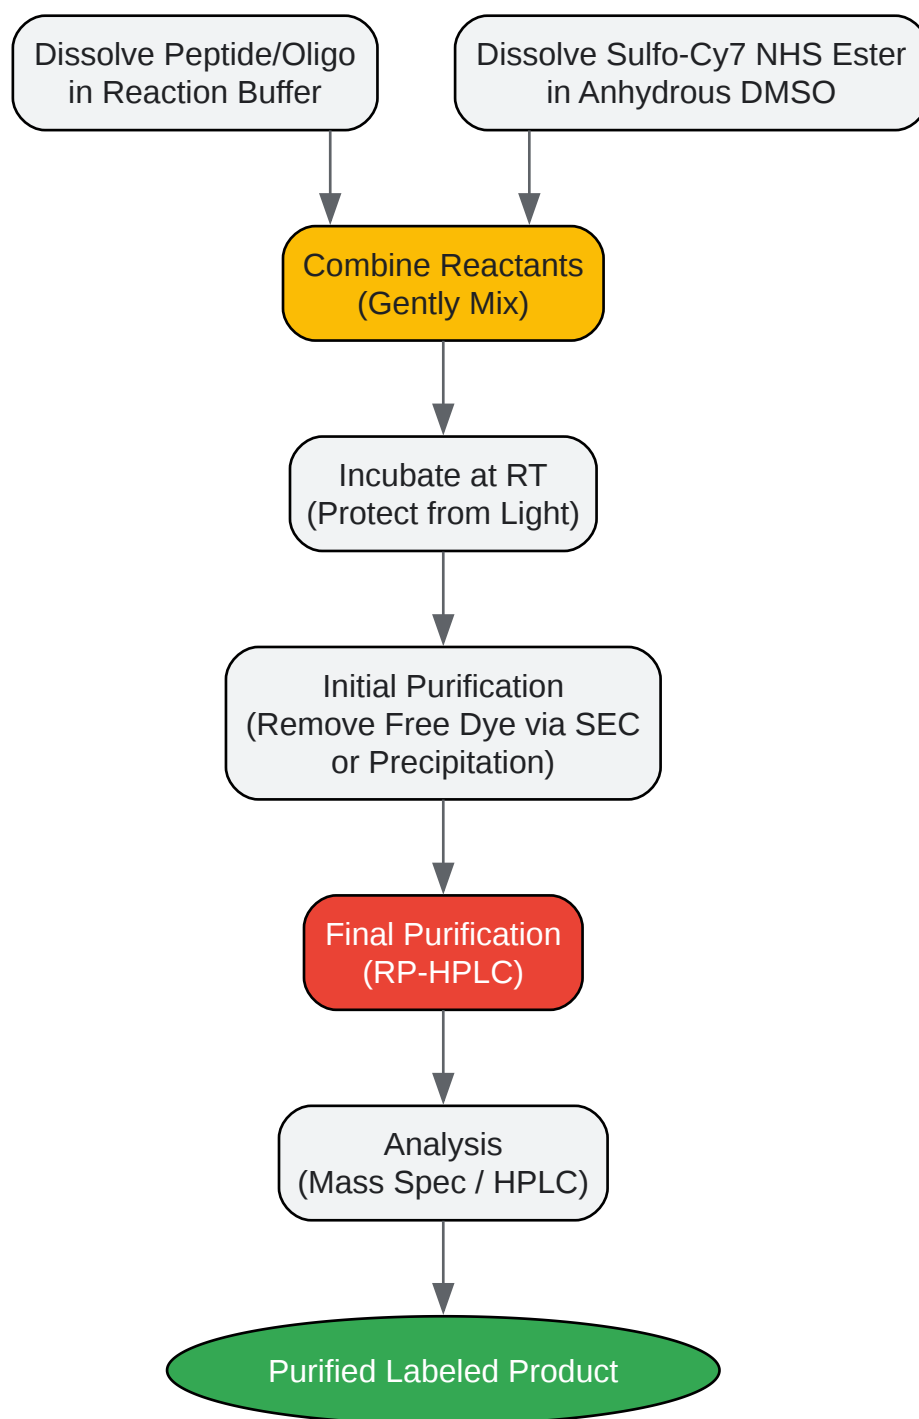 Dissolve Peptide/Oligo
in Reaction Buffer
Dissolve Sulfo-Cy7 NHS Ester
in Anhydrous DMSO
Combine Reactants
(Gently Mix)
Incubate at RT
(Protect from Light)
Initial Purification
(Remove Free Dye via SEC
or Precipitation)
Final Purification
(RP-HPLC)
Analysis
(Mass Spec / HPLC)
Purified Labeled Product